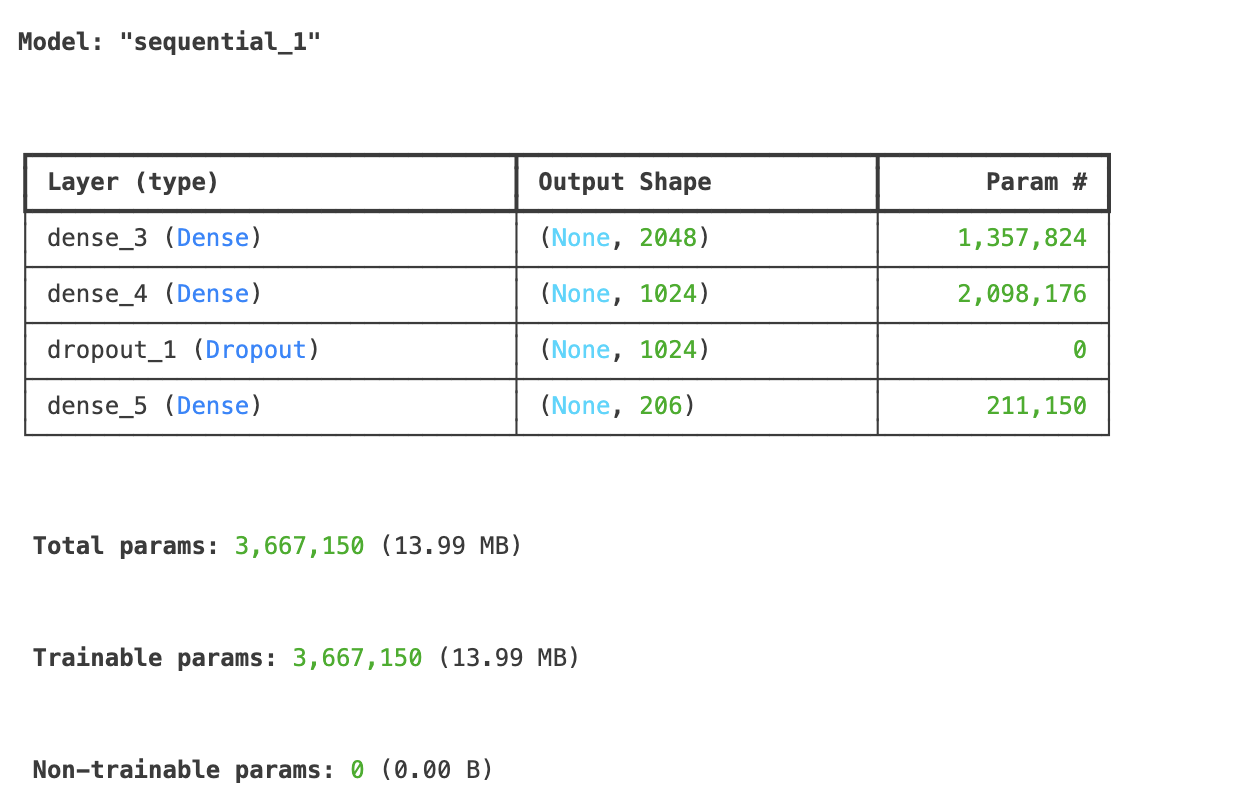 Model: "sequential_1"
Layer (type) Output Shape Param #
dense_3 (Dense) (None, 2048) 1,357,824
dense_4 (Dense) (None, 1024) 2,098,176
dropout_1 (Dropout) (None, 1024) 0
dense_5 (Dense) (None, 206) 211,150
Total params: 3,667,150 (13.99 MB)
Trainable params: 3,667,150 (13.99 MB)
Non-trainable params: 0 (0.00 B)